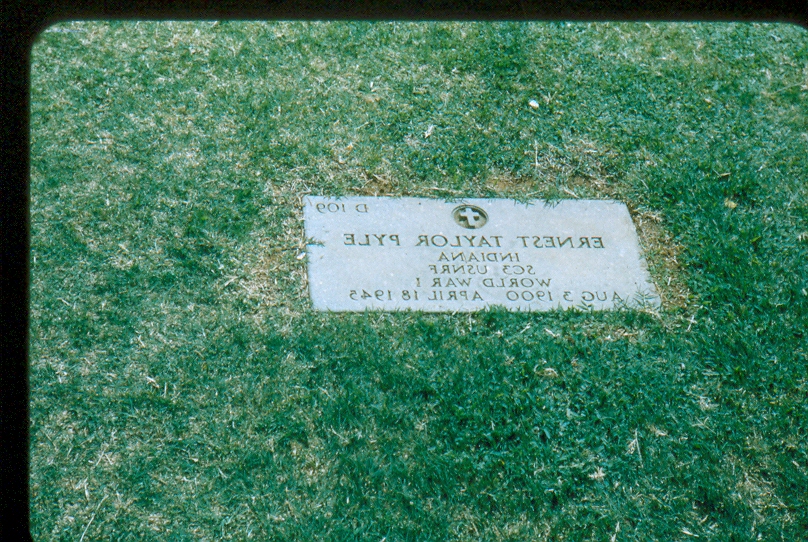 D 109
ERNEST TAYLOR PYLE
INDIANA
SC3 USNRF
WORLD WAR I
AUG 3 1900 APRIL 18 1945